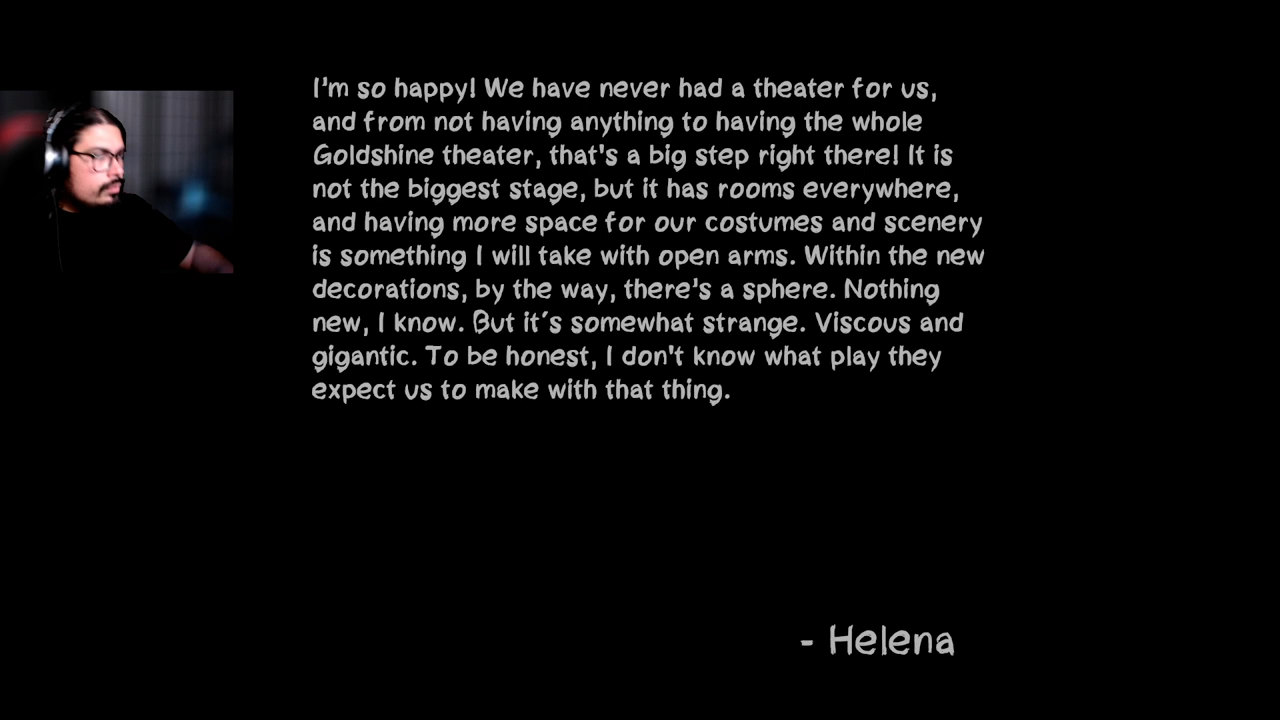 I'm so happy! We have never had a theater for us,
and from not having anything to having the whole
Goldshine theater, that's a big step right there! It is
not the biggest stage, but it has rooms everywhere,
and having more space for our costumes and scenery
is something I will take with open arms. Within the new
decorations, by the way, there's a sphere. Nothing
new, I know. But it´s somewhat strange. Viscous and
gigantic. To be honest, I don't know what play they
expect us to make with that thing.
- Helena